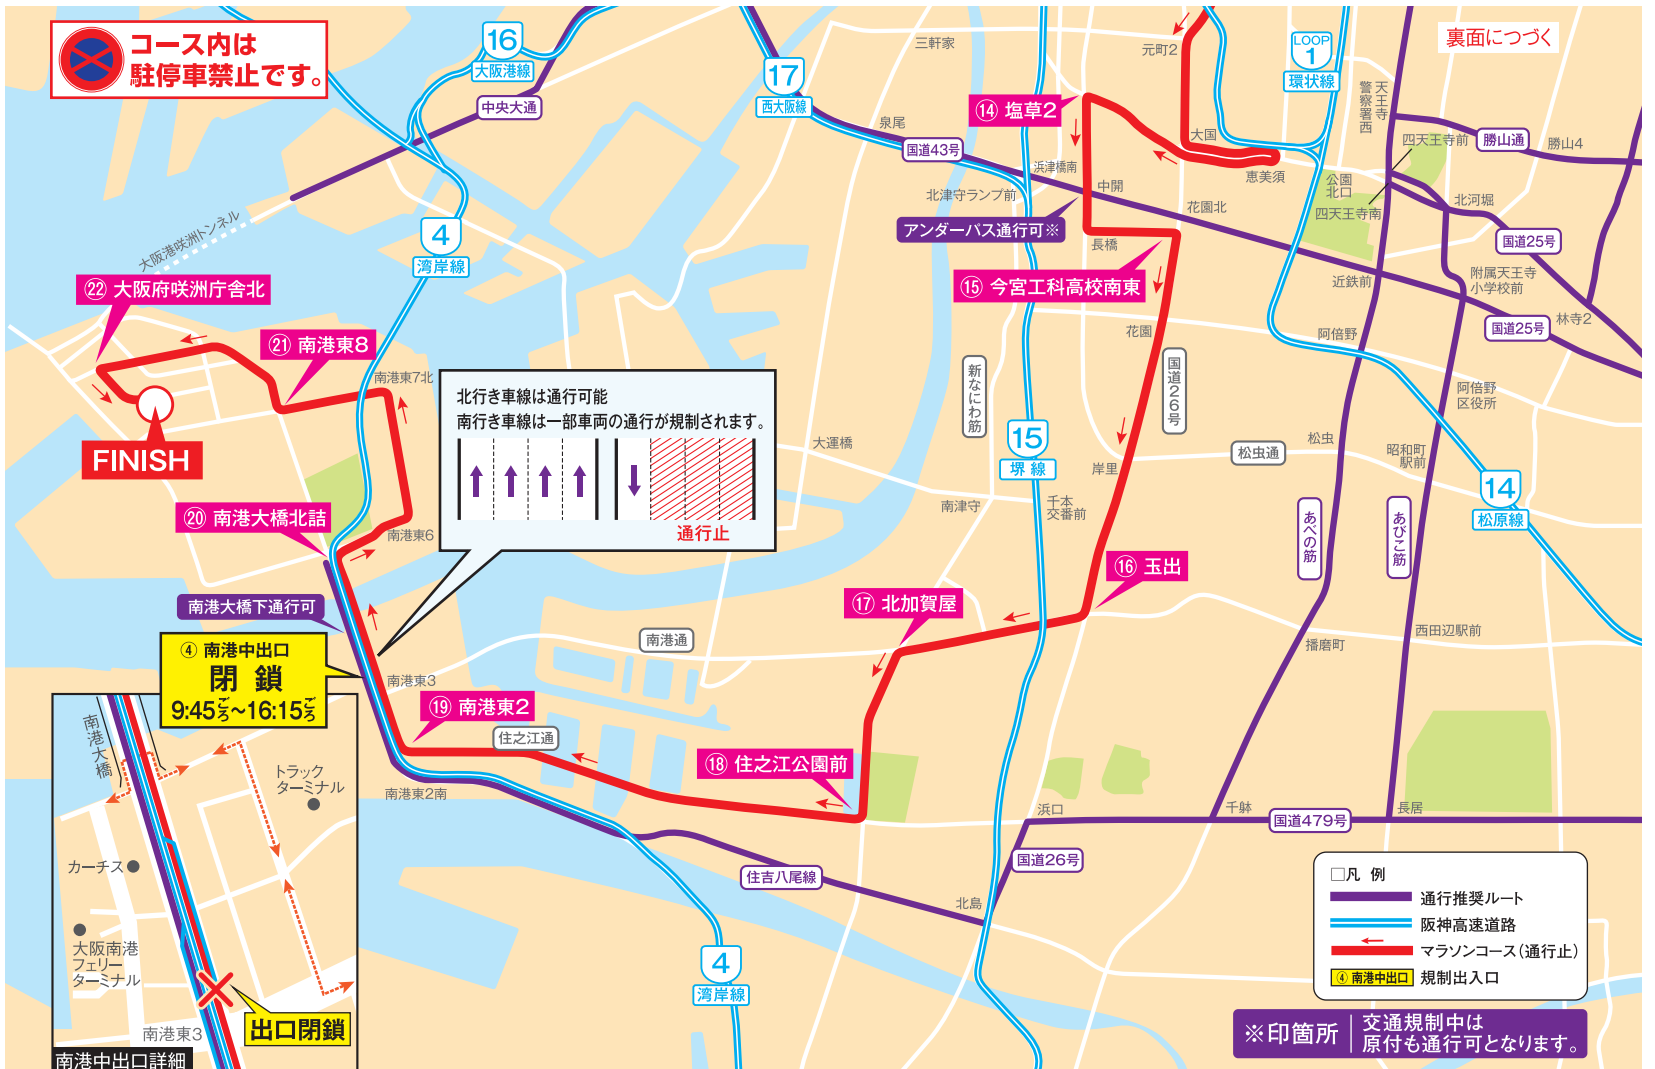 コース内は
駐停車禁止です。
16
大阪港線
中央大通
17
西大阪線
三軒家
元町2
LOOP
1
環状線
裏面につづく
泉尾
国道43号
⑭ 塩草2
大国
恵美須
浜津橋南
北津守ランプ前
中開
花園北
アンダーパス通行可※
長橋
天王寺
警察署西
四天王寺前
勝山通
勝山4
公園
北口
四天王寺南
北河堀
国道25号
大阪港咲洲トンネル
4
湾岸線
㉒ 大阪府咲洲庁舎北
⑮ 今宮工科高校南東
近鉄前
附属天王寺
小学校前
国道25号
林寺2
㉑ 南港東8
南港東7北
花園
国道26号
阿倍野
阿倍野
区役所
新なにわ筋
FINISH
北行き車線は通行可能
南行き車線は一部車両の通行が規制されます。
通行止
大運橋
15
堺線
岸里
松虫通
松虫
昭和町
駅前
14
松原線
⑳ 南港大橋北詰
南港東6
南津守
千本
交番前
あべの筋
あびこ筋
⑯ 玉出
⑰ 北加賀屋
南港大橋下通行可
④ 南港中出口
閉鎖
9:45ごろ~16:15ごろ
南港通
播磨町
西田辺駅前
南港東3
⑲ 南港東2
住之江通
⑱ 住之江公園前
南港東2南
浜口
千躰
国道479号
長居
国道26号
住吉八尾線
北島
4
湾岸線
南港大橋
トラック
ターミナル
カーチス
大阪南港
フェリー
ターミナル
南港東3
出口閉鎖
南港中出口詳細
□凡 例
通行推奨ルート
阪神高速道路
マラソンコース(通行止)
④ 南港中出口
規制出入口
※印箇所
交通規制中は
原付も通行可となります。